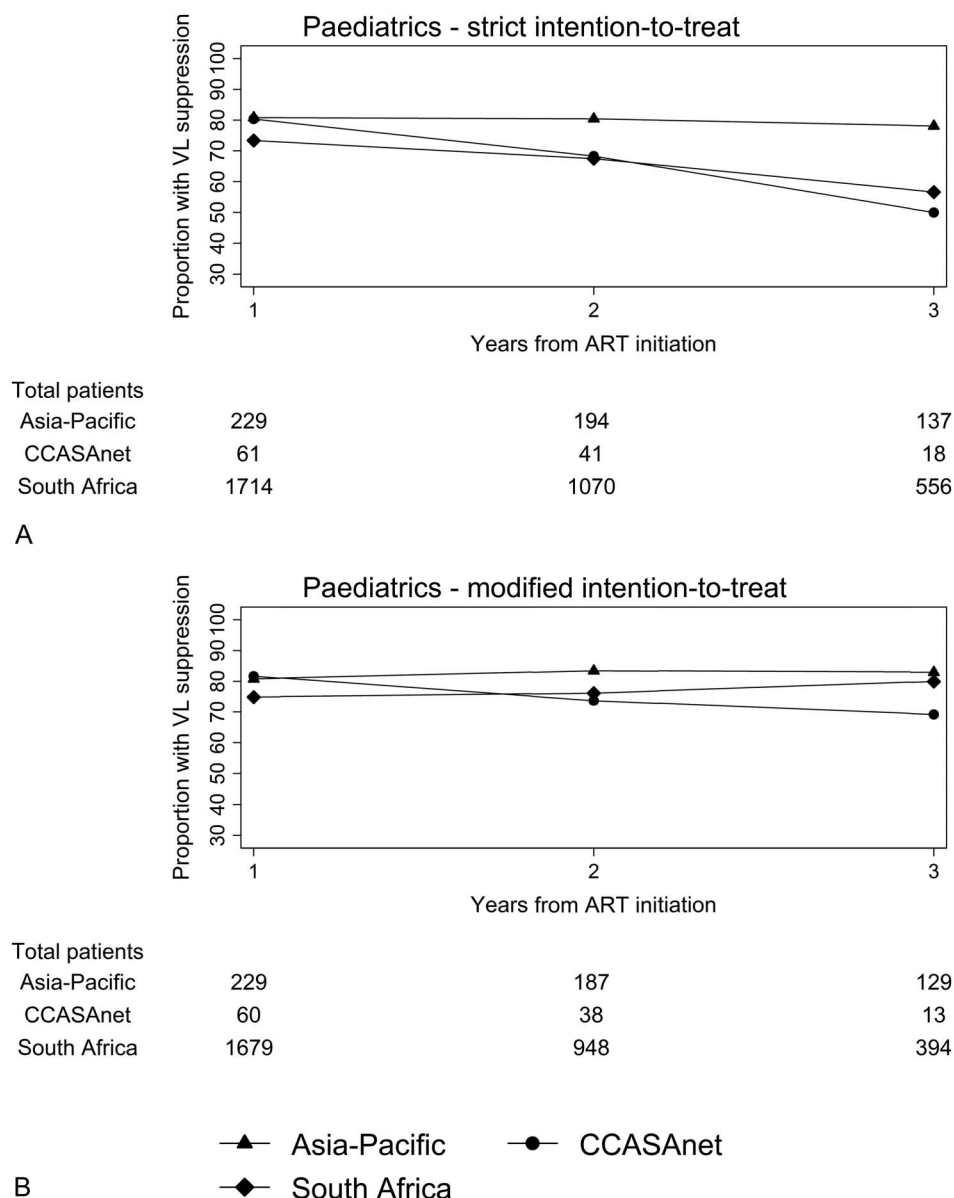 Paediatrics - strict intention-to-treat
Proportion with VL suppression
100
90
80
70
60
50
40
30
1 2 3
Years from ART initiation
Total patients
Asia-Pacific 229 194 137
CCASAnet 61 41 18
South Africa 1714 1070 556
A
Paediatrics - modified intention-to-treat
Proportion with VL suppression
100
90
80
70
60
50
40
30
1 2 3
Years from ART initiation
Total patients
Asia-Pacific 229 187 129
CCASAnet 60 38 13
South Africa 1679 948 394
Asia-Pacific CCASAnet
South Africa
B